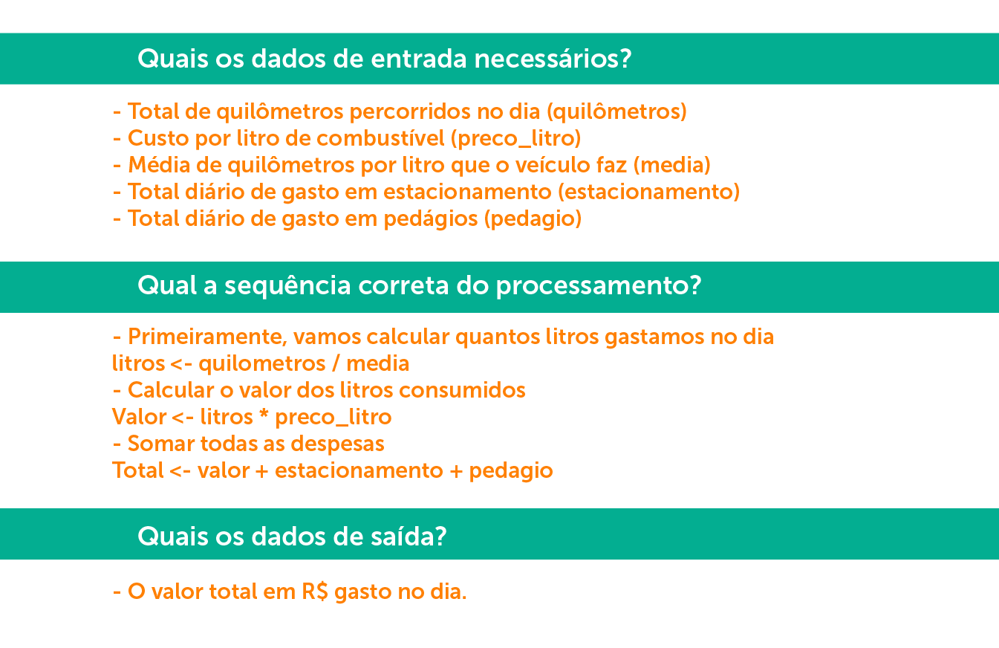 Quais os dados de entrada necessários?
- Total de quilômetros percorridos no dia (quilômetros)
- Custo por litro de combustível (preco_litro)
- Média de quilômetros por litro que o veículo faz (media)
- Total diário de gasto em estacionamento (estacionamento)
- Total diário de gasto em pedágios (pedagio)
Qual a sequência correta do processamento?
- Primeiramente, vamos calcular quantos litros gastamos no dia
litros <- quilometros / media
- Calcular o valor dos litros consumidos
Valor <- litros * preco_litro
- Somar todas as despesas
Total <- valor + estacionamento + pedagio
Quais os dados de saída?
- O valor total em R$ gasto no dia.